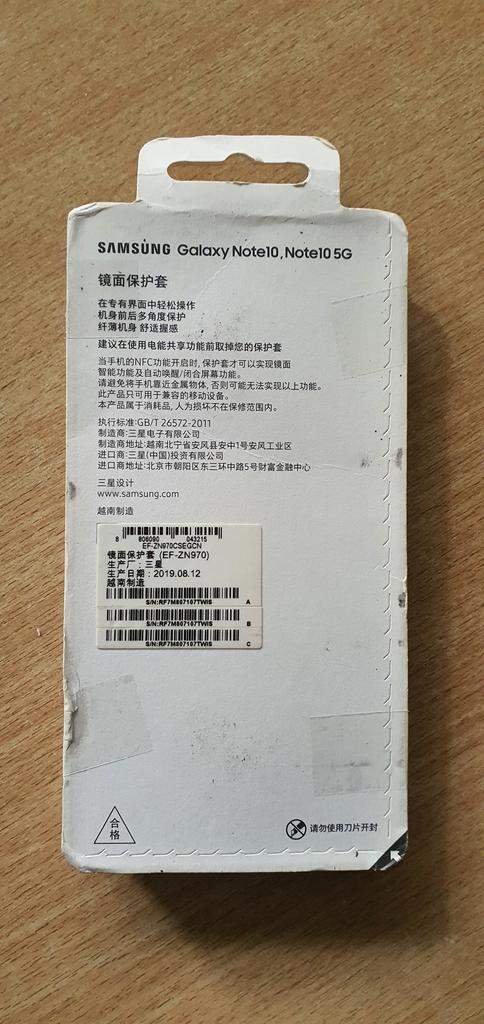 SAMSUNG Galaxy Note10, Note10 5G
镜面保护套
在专有界面中轻松操作
机身前后多角度保护
纤薄机身 舒适握感
建议在使用电能共享功能前取掉您的保护套
当手机的NFC功能开启时, 保护套才可以实现镜面
智能功能及自动唤醒/闭合屏幕功能。
请避免将手机靠近金属物体, 否则可能无法实现以上功能。
此产品只可用于兼容的移动设备。
本产品属于消耗品, 人为损坏不在保修范围内。
执行标准:GB/T 26572-2011
制造商:三星电子有限公司
制造商地址:越南北宁省安风县安中1号安风工业区
进口商:三星(中国)投资有限公司
进口商地址:北京市朝阳区东三环中路5号财富金融中心
三星设计
www.samsung.com
越南制造
8 806090 043215
EF-ZN970CSEGCN
镜面保护套 (EF-ZN970)
生产厂：三星
生产日期：2019.08.12
越南制造
S/N:RF7M807107TWIS A
S/N:RF7M807107TWIS B
S/N:RF7M807107TWIS C
合格
请勿使用刀片开封